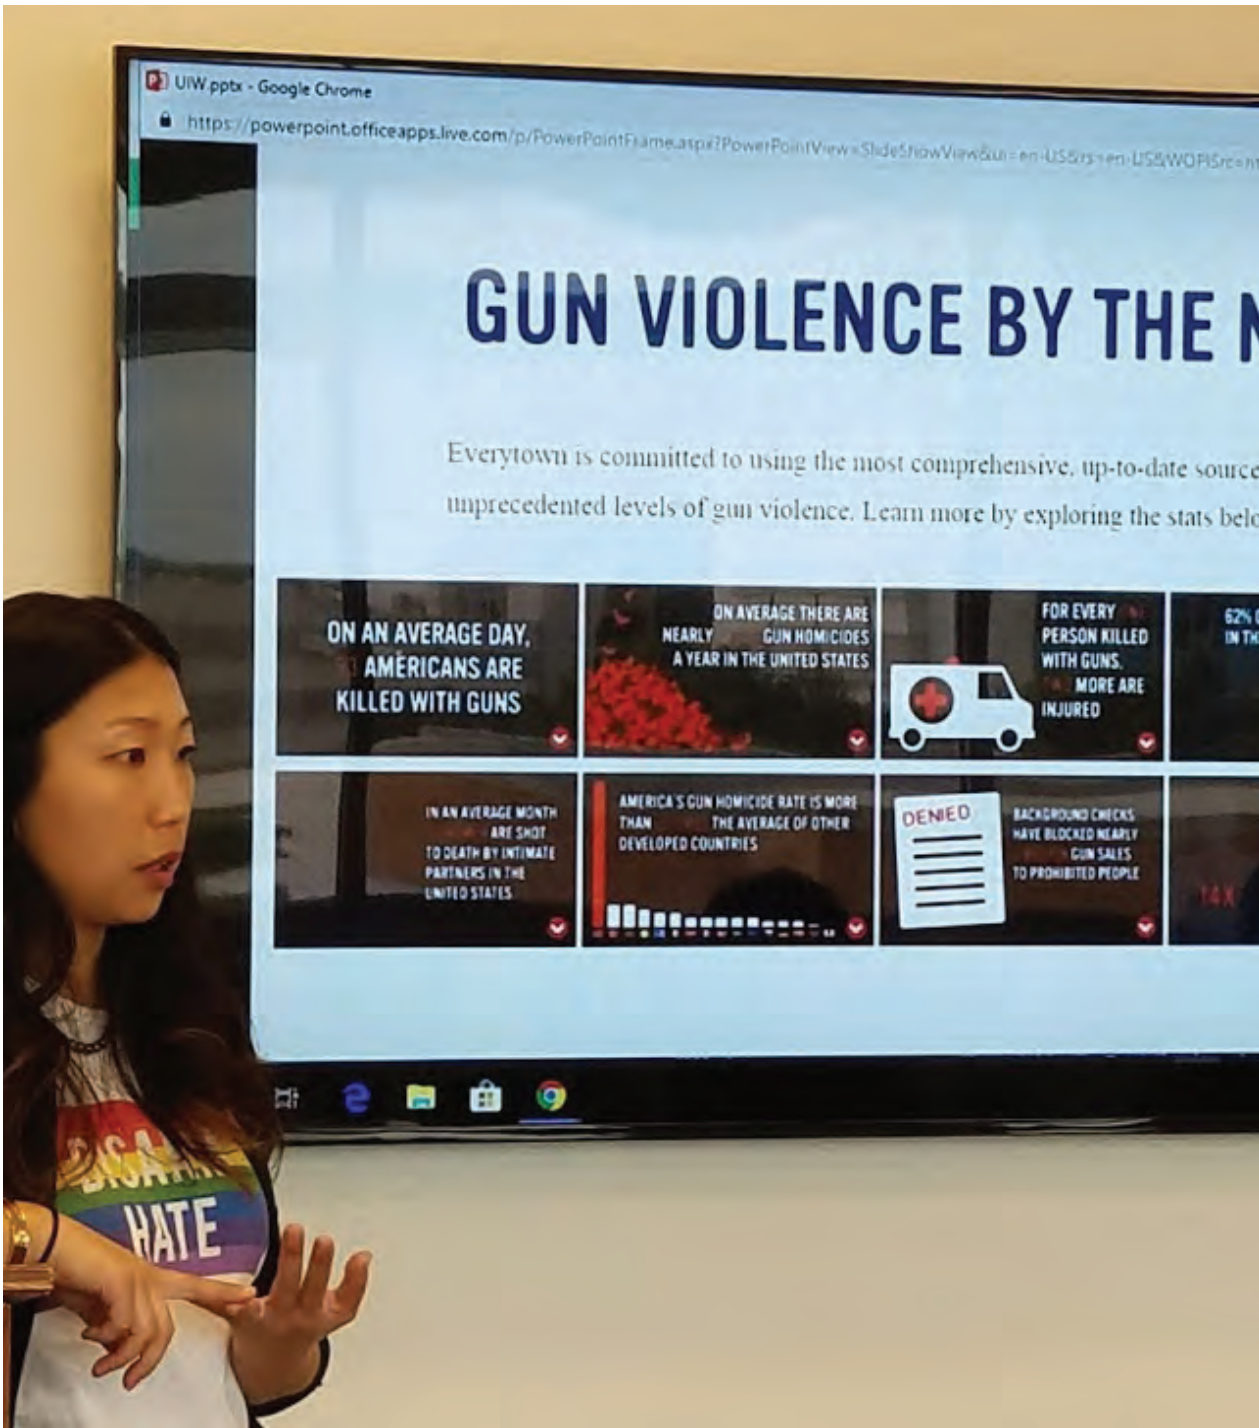 UIW.pptx - Google Chrome
https://powerpoint.officeapps.live.com/p/PowerPointFrame.aspx?PowerPointView=SlideShowView&ui=en-US&rs=en-US&WOPISrc=ht
GUN VIOLENCE BY THE N
Everytown is committed to using the most comprehensive, up-to-date source
unprecedented levels of gun violence. Learn more by exploring the stats belo
ON AN AVERAGE DAY,
AMERICANS ARE
KILLED WITH GUNS
ON AVERAGE THERE ARE
NEARLY GUN HOMICIDES
A YEAR IN THE UNITED STATES
FOR EVERY
PERSON KILLED
WITH GUNS,
MORE ARE
INJURED
62%
IN TH
IN AN AVERAGE MONTH
ARE SHOT
TO DEATH BY INTIMATE
PARTNERS IN THE
UNITED STATES
AMERICA'S GUN HOMICIDE RATE IS MORE
THAN THE AVERAGE OF OTHER
DEVELOPED COUNTRIES
DENIED
BACKGROUND CHECKS
HAVE BLOCKED NEARLY
GUN SALES
TO PROHIBITED PEOPLE
14X
DISARM
HATE